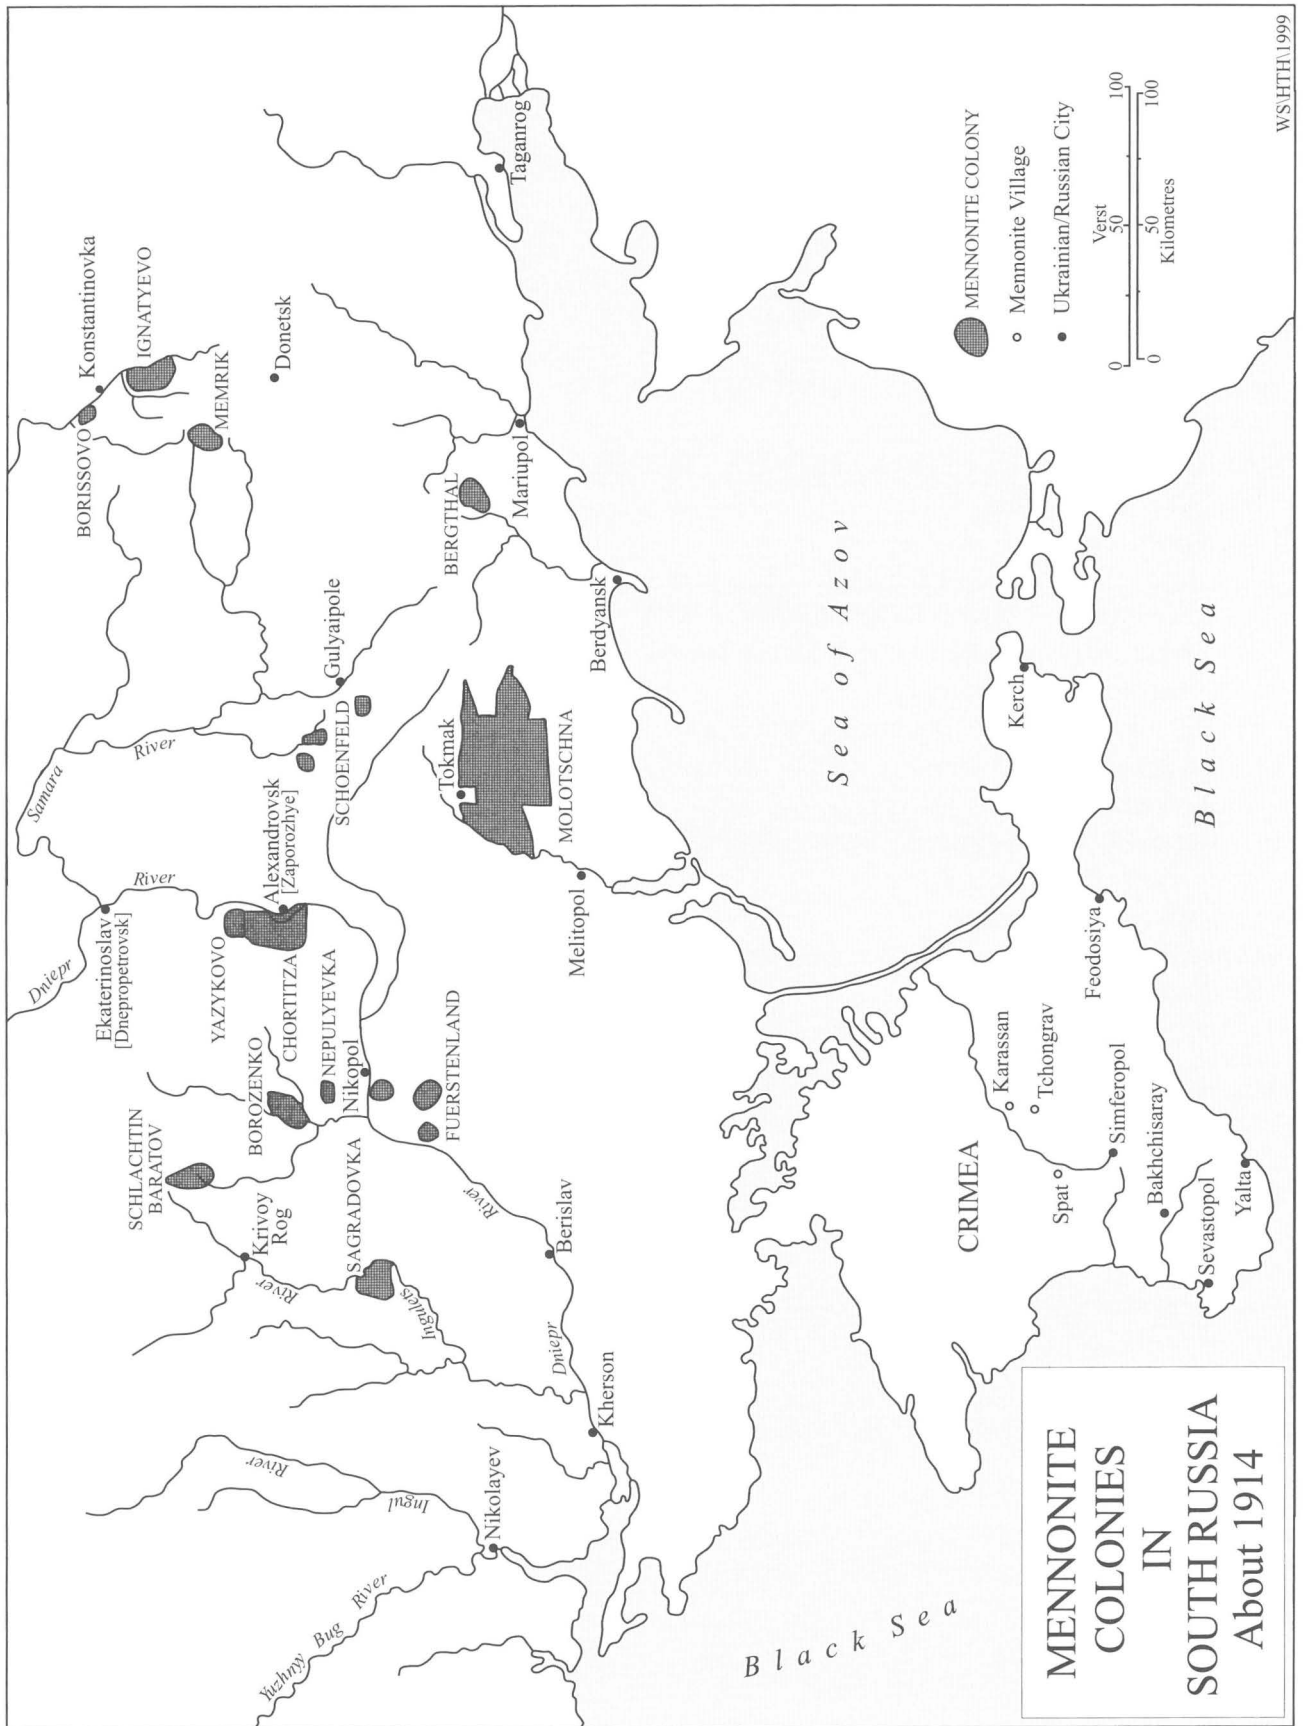 MENNONITE
COLONIES
IN
SOUTH RUSSIA
About 1914
Konstantinovka
BORISSOVO
IGNATYEVO
MEMRIK
Donetsk
Taganrog
Mariupol
BERGTHAL
Berdyansk
Gulyaipole
SCHOENFELD
Samara
River
Tokmak
MOLOTSCHNA
Melitopol
Dniepr
River
Ekaterinoslav
[Dnepropetrovsk]
Alexandrovsk
[Zaporozhye]
YAZYKOVO
CHORTITZA
NEPULYEVKA
Nikopol
BOROZENKO
FUERSTENLAND
SCHLACHTIN
BARATOV
Krivoy
Rog
SAGRADOVKA
River
Ingulets
River
Dniepr
Berislav
Kherson
River
Ingul
Nikolayev
Yuzhnyy Bug River
Sea of Azov
Black Sea
Black Sea
Kerch
Feodosiya
CRIMEA
Karassan
Tchongrav
Spat
Simferopol
Bakhchisaray
Sevastopol
Yalta
MENNONITE COLONY
Mennonite Village
Ukrainian/Russian City
Verst
0 50 100
0 50 100
Kilometres
WS\HTH\1999